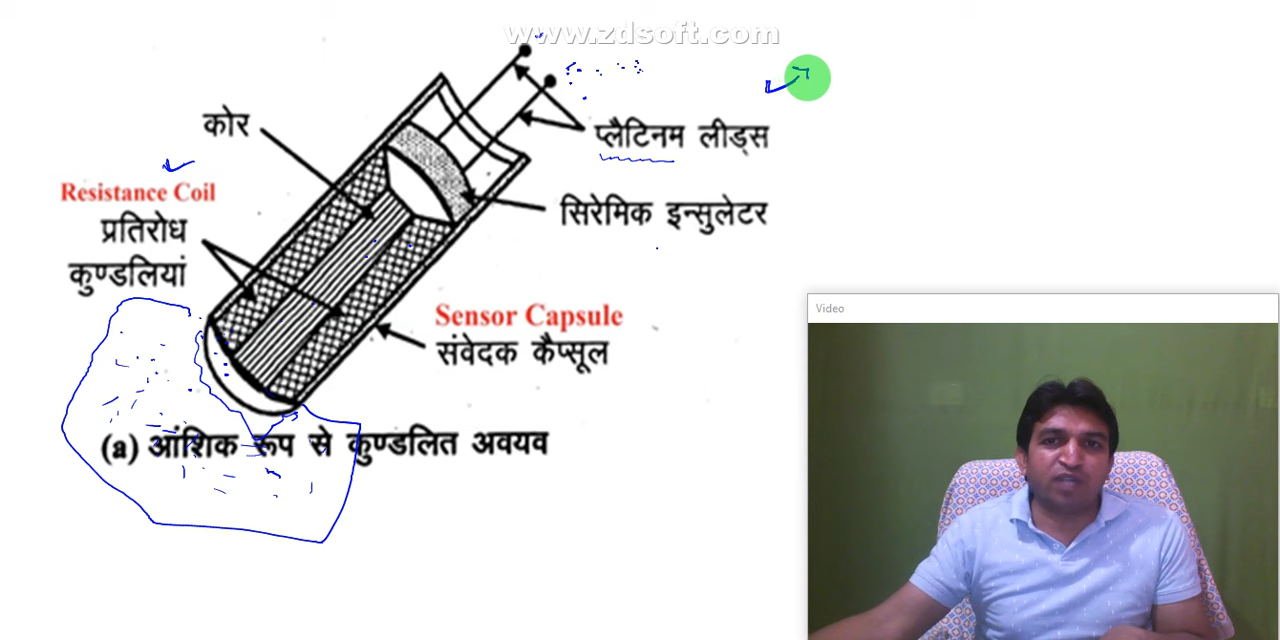 www.zdsoft.com
कोर
प्लैटिनम लीड्स
Resistance Coil
प्रतिरोध
कुण्डलियां
सिरेमिक इन्सुलेटर
Sensor Capsule
संवेदक कैप्सूल
(a) आंशिक रूप से कुण्डलित अवयव
Video